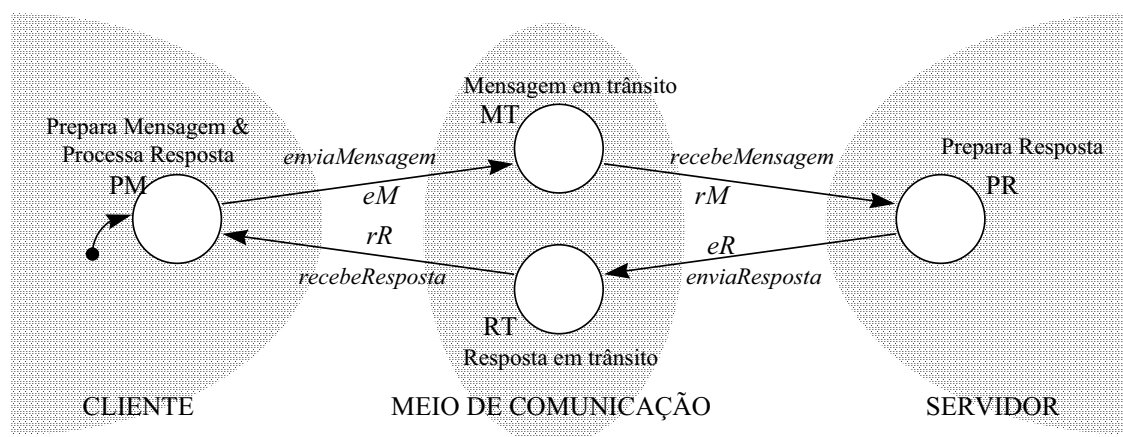 Mensagem em trânsito
MT
Prepara Mensagem &
Processa Resposta
PM
enviaMensagem
eM
recebeMensagem
rM
Prepara Resposta
PR
rR
recebeResposta
eR
enviaResposta
RT
Resposta em trânsito
CLIENTE
MEIO DE COMUNICAÇÃO
SERVIDOR